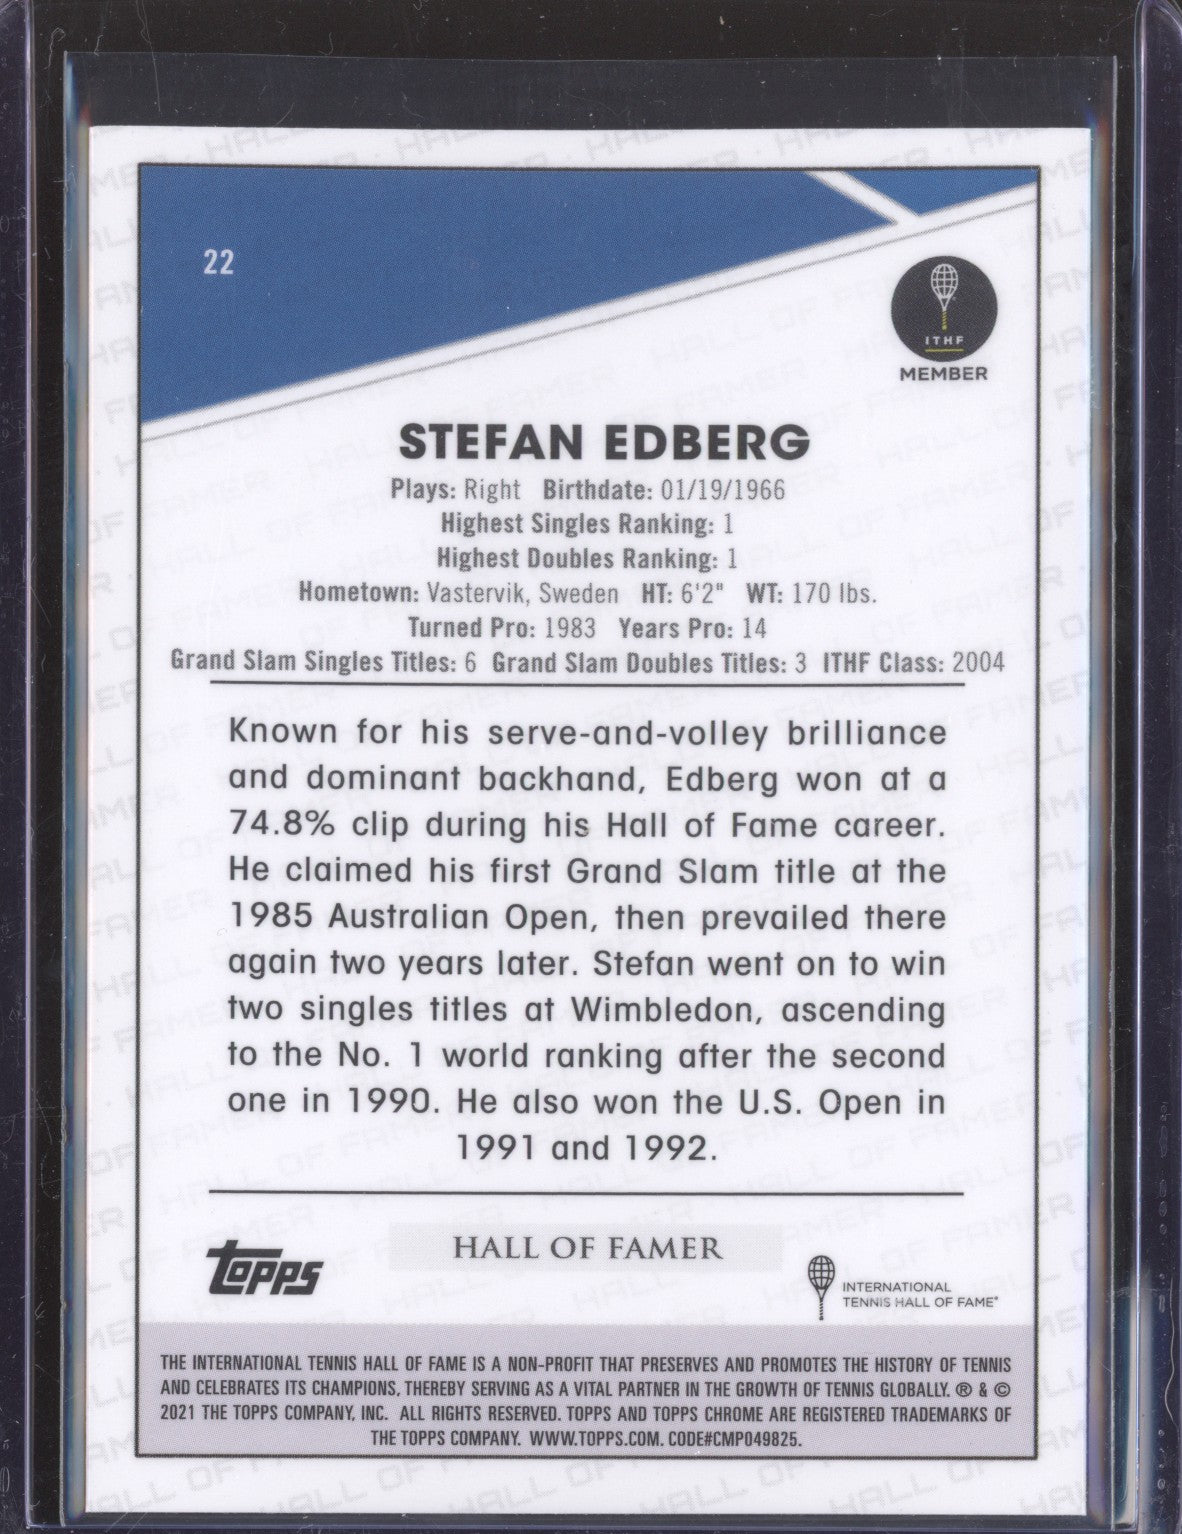 22
ITHF
MEMBER
STEFAN EDBERG
Plays: Right Birthdate: 01/19/1966
Highest Singles Ranking: 1
Highest Doubles Ranking: 1
Hometown: Vastervik, Sweden HT: 6'2" WT: 170 lbs.
Turned Pro: 1983 Years Pro: 14
Grand Slam Singles Titles: 6 Grand Slam Doubles Titles: 3 ITHF Class: 2004
Known for his serve-and-volley brilliance
and dominant backhand, Edberg won at a
74.8% clip during his Hall of Fame career.
He claimed his first Grand Slam title at the
1985 Australian Open, then prevailed there
again two years later. Stefan went on to win
two singles titles at Wimbledon, ascending
to the No. 1 world ranking after the second
one in 1990. He also won the U.S. Open in
1991 and 1992.
HALL OF FAMER
topps
INTERNATIONAL
TENNIS HALL OF FAME®
THE INTERNATIONAL TENNIS HALL OF FAME IS A NON-PROFIT THAT PRESERVES AND PROMOTES THE HISTORY OF TENNIS
AND CELEBRATES ITS CHAMPIONS, THEREBY SERVING AS A VITAL PARTNER IN THE GROWTH OF TENNIS GLOBALLY. ® & ©
2021 THE TOPPS COMPANY, INC. ALL RIGHTS RESERVED. TOPPS AND TOPPS CHROME ARE REGISTERED TRADEMARKS OF
THE TOPPS COMPANY. WWW.TOPPS.COM. CODE#CMP049825.